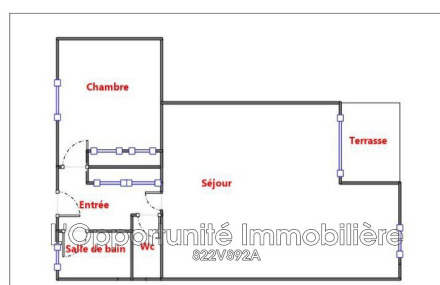 Chambre
Terrasse
Séjour
Entrée
L'Opportunité Immobilière
Salle de bain
Wc
822V892A